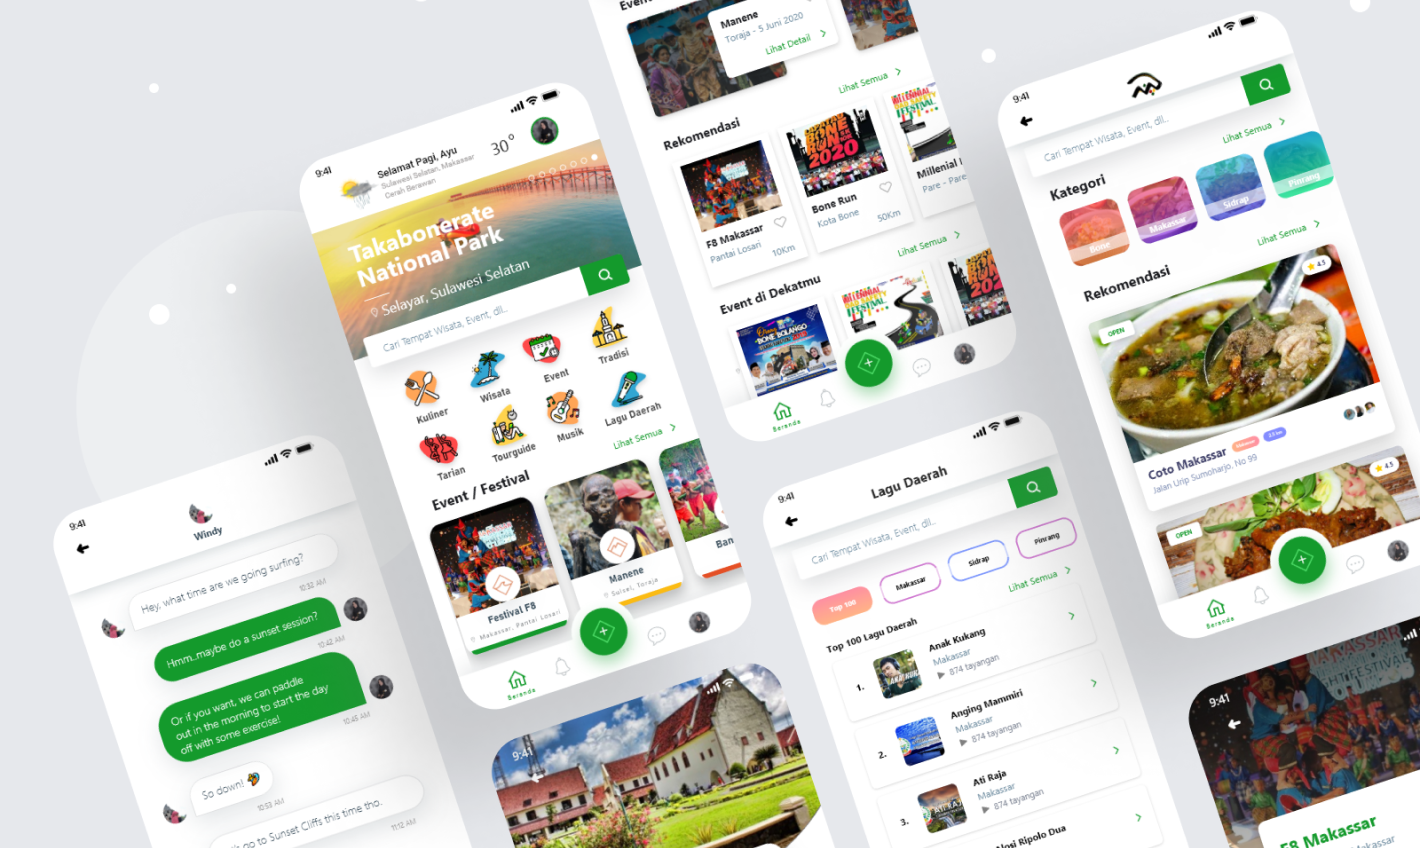 9:41
Windy
Hey, what time are we going surfing?
10:32 AM
Hmm..maybe do a sunset session?
10:42 AM
Or if you want, we can paddle
out in the morning to start the day
off with some exercise!
10:45 AM
So down!
10:53 AM
go to Sunset Cliffs this time tho.
11:12 AM
9:41
Selamat Pagi, Ayu
Sulawesi Selatan, Makassar
Cerah Berawan
30°
Takabonerate
National Park
Selayar, Sulawesi Selatan
Cari Tempat Wisata, Event, dll..
Kuliner
Wisata
Event
Tradisi
Tarian
Tourguide
Musik
Lagu Daerah
Lihat Semua
Event / Festival
Festival F8
Makassar, Pantai Losari
Manene
Sulsel, Toraja
Ban
Beranda
9:41
Manene
Toraja - 5 Juni 2020
Lihat Detail
Lihat Semua
Rekomendasi
F8 Makassar
Pantai Losari
10Km
BONE
RUN
2020
Bone Run
Kota Bone
50Km
MILLENNIAL
ROAD SAFETY
FESTIVAL
Millenial
Pare - Pare
Lihat Semua
Event di Dekatmu
BONE BOLANGO
Beranda
9:41
Lagu Daerah
Cari Tempat Wisata, Event, dll..
Top 100
Makassar
Sidrap
Pinrang
Lihat Semua
Top 100 Lagu Daerah
1.
Anak Kukang
Makassar
874 tayangan
2.
Anging Mammiri
Makassar
874 tayangan
3.
Ati Raja
Makassar
874 tayangan
Ripolo Dua
9:41
Cari Tempat Wisata, Event, dll..
Kategori
Lihat Semua
Bone
Makassar
Sidrap
Pinrang
Rekomendasi
Lihat Semua
OPEN
4.5
Coto Makassar
Jalan Urip Sumoharjo, No 99
OPEN
4.5
Beranda
9:41
F8 Makassar
Makassar